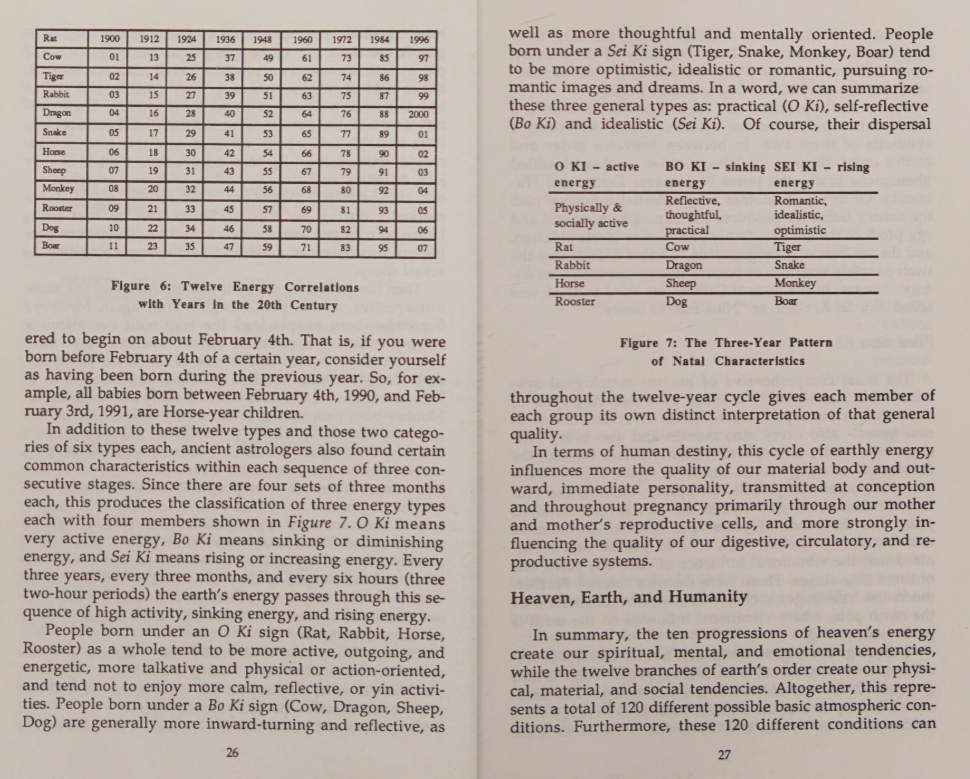 Rat 1900 1912 1924 1936 1948 1960 1972 1984 1996
Cow 01 13 25 37 49 61 73 85 97
Tiger 02 14 26 38 50 62 74 86 98
Rabbit 03 15 27 39 51 63 75 87 99
Dragon 04 16 28 40 52 64 76 88 2000
Snake 05 17 29 41 53 65 77 89 01
Horse 06 18 30 42 54 66 78 90 02
Sheep 07 19 31 43 55 67 79 91 03
Monkey 08 20 32 44 56 68 80 92 04
Rooster 09 21 33 45 57 69 81 93 05
Dog 10 22 34 46 58 70 82 94 06
Boar 11 23 35 47 59 71 83 95 07
Figure 6: Twelve Energy Correlations
with Years in the 20th Century
ered to begin on about February 4th. That is, if you were
born before February 4th of a certain year, consider yourself
as having been born during the previous year. So, for ex-
ample, all babies born between February 4th, 1990, and Feb-
ruary 3rd, 1991, are Horse-year children.
In addition to these twelve types and those two catego-
ries of six types each, ancient astrologers also found certain
common characteristics within each sequence of three con-
secutive stages. Since there are four sets of three months
each, this produces the classification of three energy types
each with four members shown in Figure 7. O Ki means
very active energy, Bo Ki means sinking or diminishing
energy, and Sei Ki means rising or increasing energy. Every
three years, every three months, and every six hours (three
two-hour periods) the earth's energy passes through this se-
quence of high activity, sinking energy, and rising energy.
People born under an O Ki sign (Rat, Rabbit, Horse,
Rooster) as a whole tend to be more active, outgoing, and
energetic, more talkative and physical or action-oriented,
and tend not to enjoy more calm, reflective, or yin activi-
ties. People born under a Bo Ki sign (Cow, Dragon, Sheep,
Dog) are generally more inward-turning and reflective, as
26
well as more thoughtful and mentally oriented. People
born under a Sei Ki sign (Tiger, Snake, Monkey, Boar) tend
to be more optimistic, idealistic or romantic, pursuing ro-
mantic images and dreams. In a word, we can summarize
these three general types as: practical (O Ki), self-reflective
(Bo Ki) and idealistic (Sei Ki). Of course, their dispersal
O KI – active BO KI – sinking SEI KI – rising
energy energy energy
Physically & Reflective, Romantic,
socially active thoughtful, idealistic,
practical optimistic
Rat Cow Tiger
Rabbit Dragon Snake
Horse Sheep Monkey
Rooster Dog Boar
Figure 7: The Three-Year Pattern
of Natal Characteristics
throughout the twelve-year cycle gives each member of
each group its own distinct interpretation of that general
quality.
In terms of human destiny, this cycle of earthly energy
influences more the quality of our material body and out-
ward, immediate personality, transmitted at conception
and throughout pregnancy primarily through our mother
and mother's reproductive cells, and more strongly in-
fluencing the quality of our digestive, circulatory, and re-
productive systems.
Heaven, Earth, and Humanity
In summary, the ten progressions of heaven's energy
create our spiritual, mental, and emotional tendencies,
while the twelve branches of earth's order create our physi-
cal, material, and social tendencies. Altogether, this repre-
sents a total of 120 different possible basic atmospheric con-
ditions. Furthermore, these 120 different conditions can
27